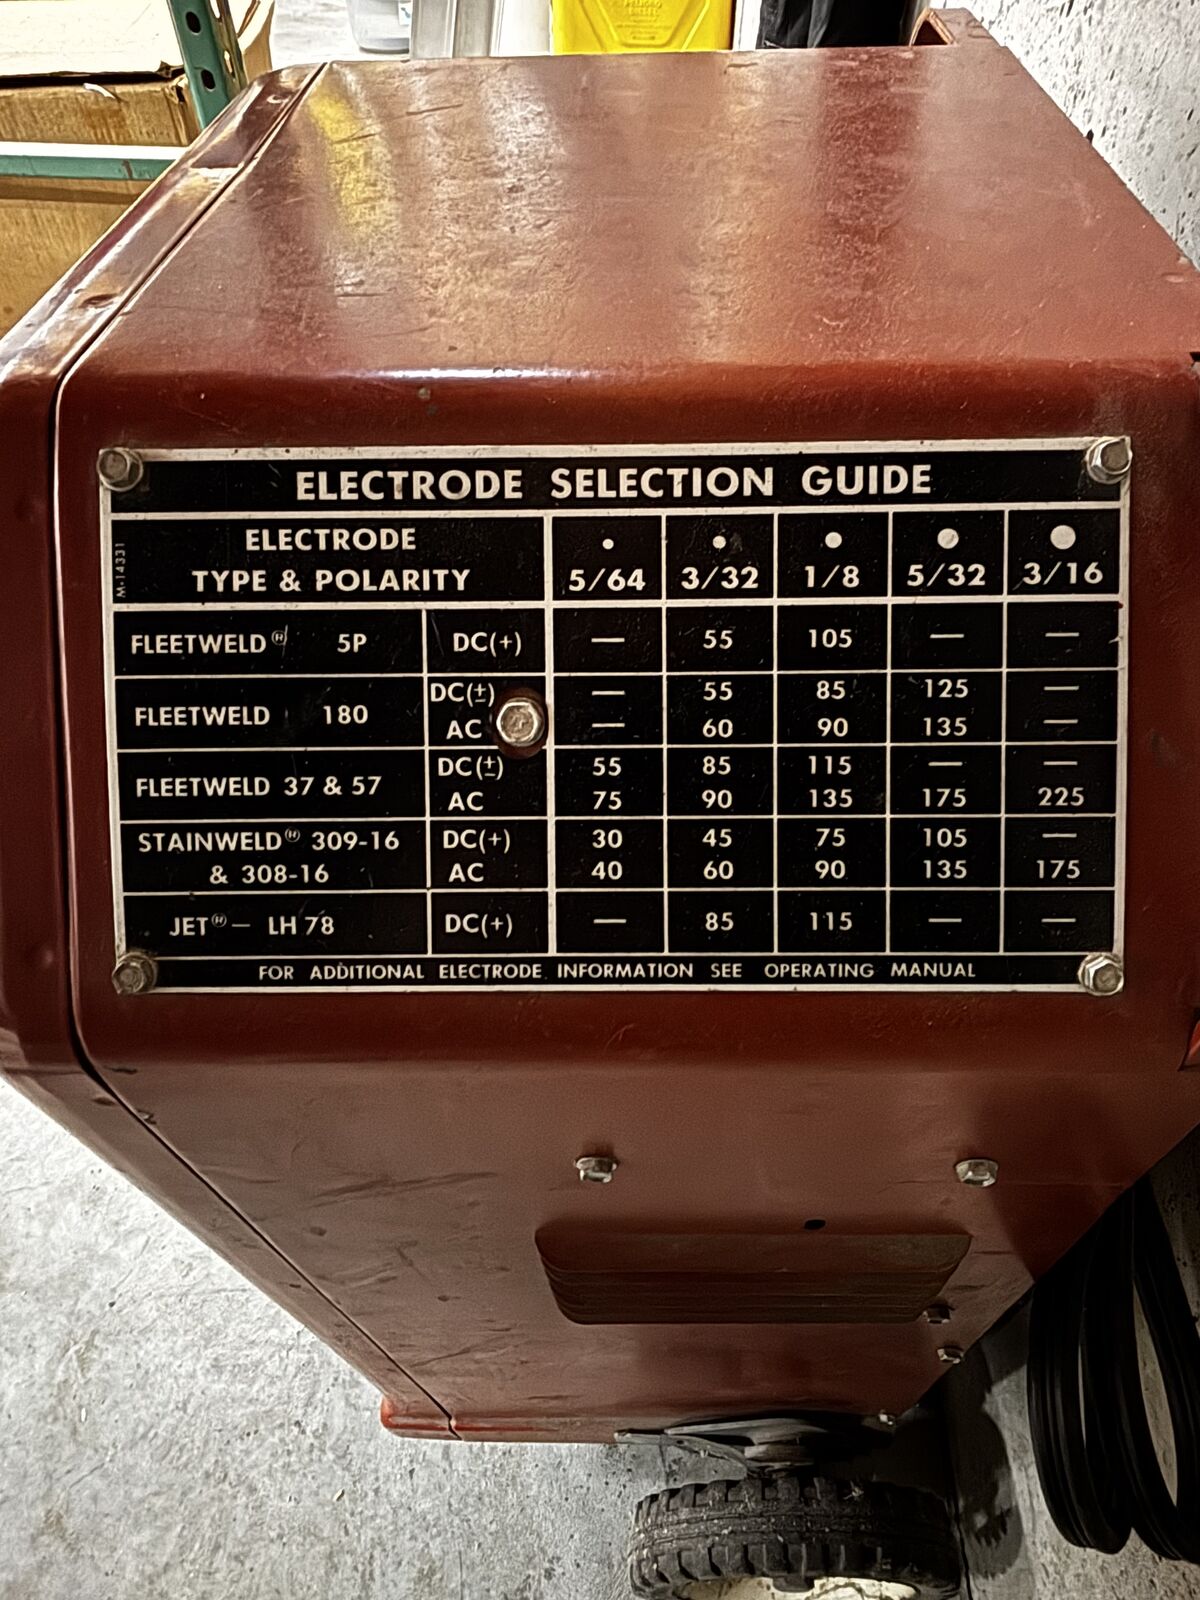 PELIGRO
DIESEL
ELECTRODE SELECTION GUIDE
M-14331
ELECTRODE
TYPE & POLARITY
5/64 3/32 1/8 5/32 3/16
FLEETWELD® 5P DC(+) — 55 105 — —
FLEETWELD 180
DC(±) — 55 85 125 —
AC — 60 90 135 —
FLEETWELD 37 & 57
DC(±) 55 85 115 — —
AC 75 90 135 175 225
STAINWELD® 309-16 DC(+) 30 45 75 105 —
& 308-16 AC 40 60 90 135 175
JET® — LH 78 DC(+) — 85 115 — —
FOR ADDITIONAL ELECTRODE INFORMATION SEE OPERATING MANUAL